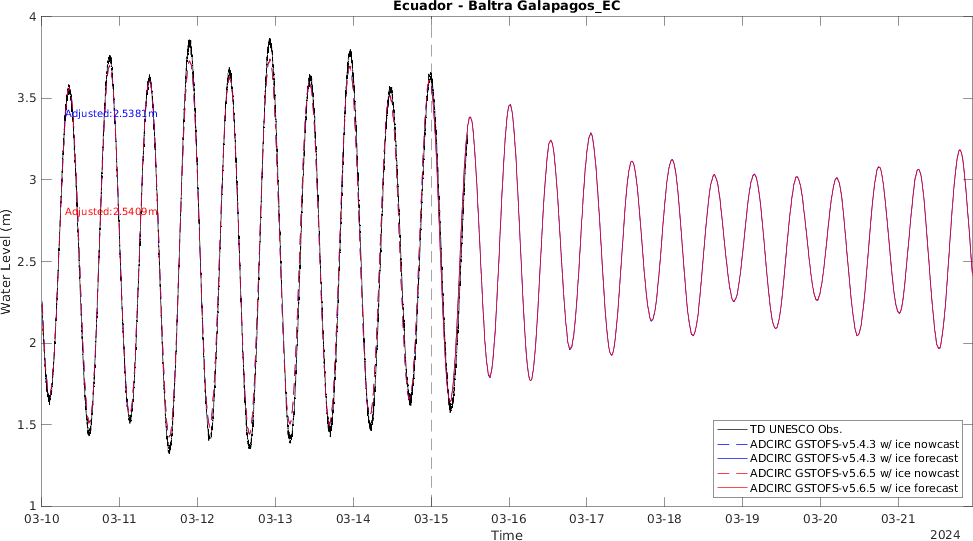 Ecuador - Baltra Galapagos_EC
4
3.5
3
2.5
2
1.5
1
Water Level (m)
Adjusted:2.5381m
Adjusted:2.5409m
TD UNESCO Obs.
ADCIRC GSTOFS-v5.4.3 w/ ice nowcast
ADCIRC GSTOFS-v5.4.3 w/ ice forecast
ADCIRC GSTOFS-v5.6.5 w/ ice nowcast
ADCIRC GSTOFS-v5.6.5 w/ ice forecast
03-10 03-11 03-12 03-13 03-14 03-15 03-16 03-17 03-18 03-19 03-20 03-21
Time
2024